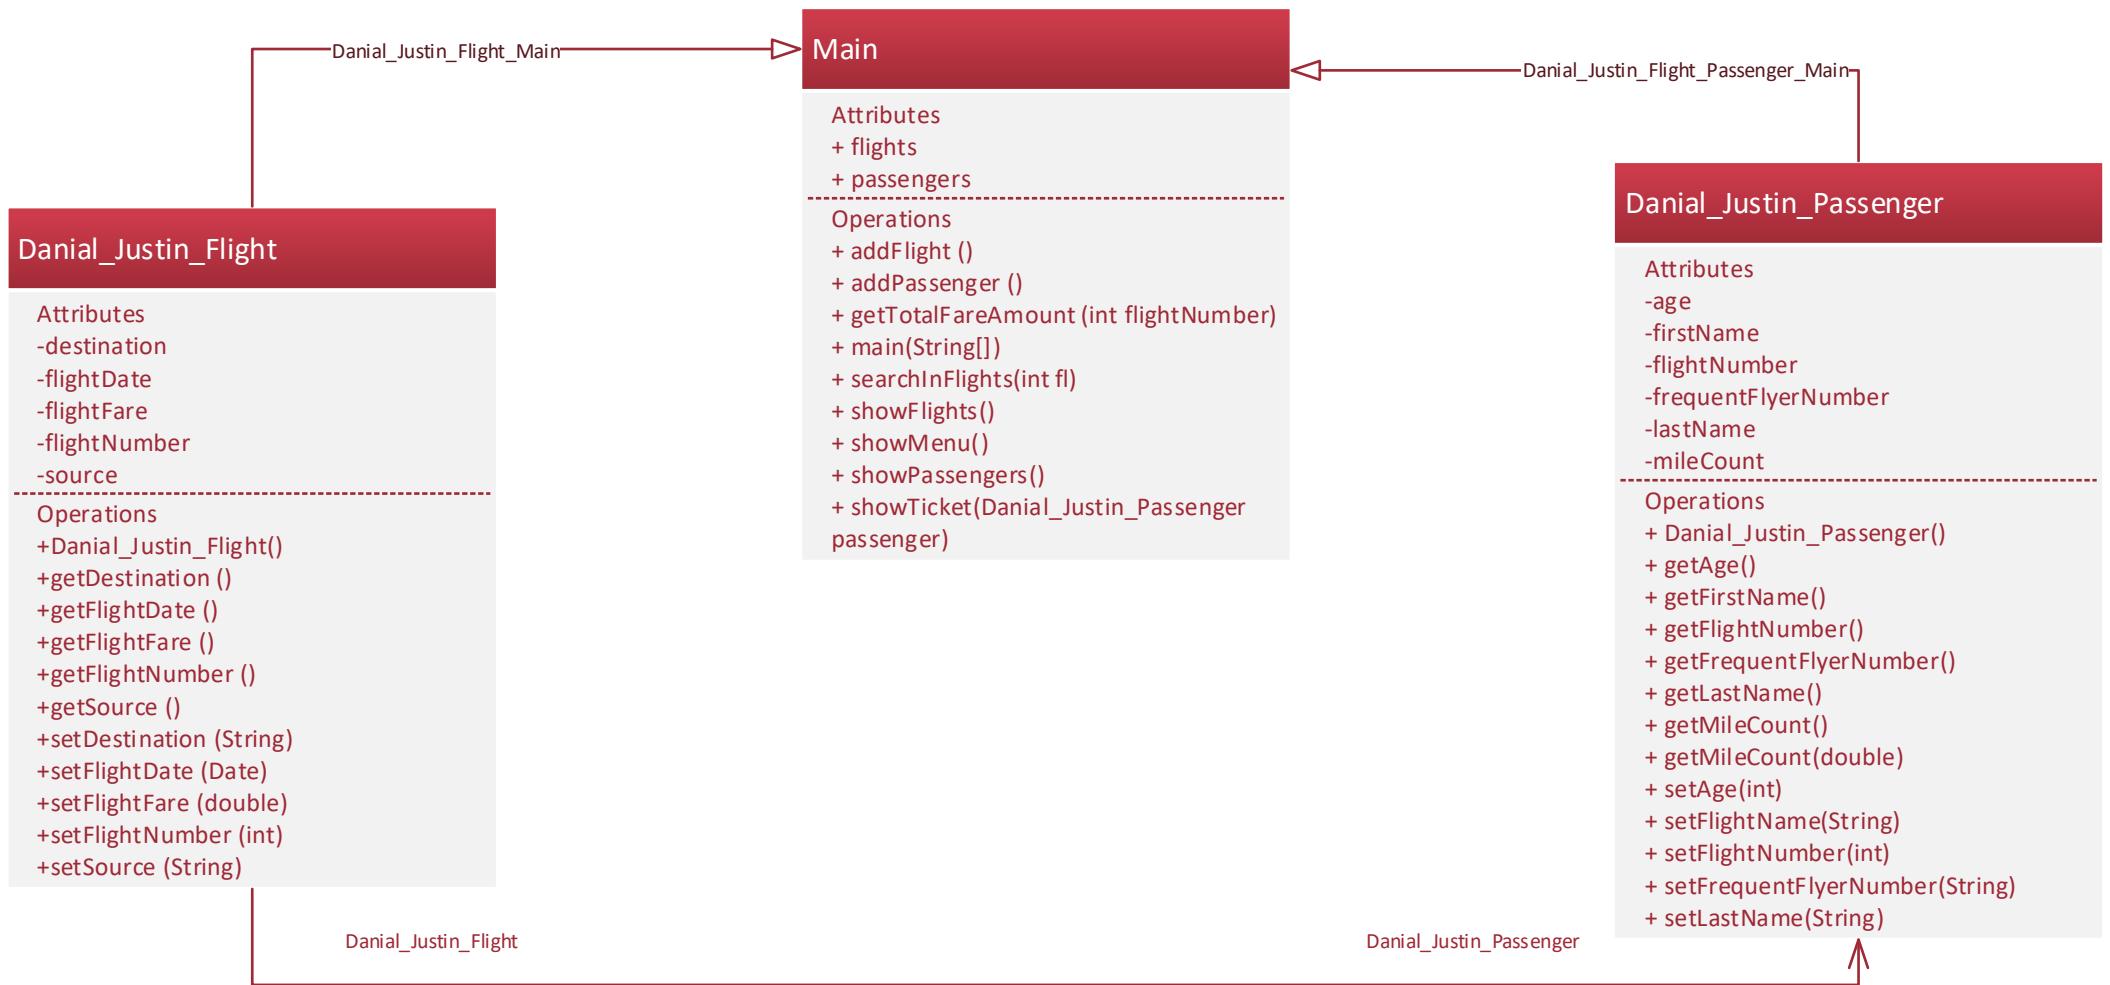 Danial_Justin_Flight_Main
Main
Attributes
+ flights
+ passengers
Operations
+ addFlight ()
+ addPassenger ()
+ getTotalFareAmount (int flightNumber)
+ main(String[])
+ searchInFlights(int fl)
+ showFlights()
+ showMenu()
+ showPassengers()
+ showTicket(Danial_Justin_Passenger
passenger)
Danial_Justin_Flight_Passenger_Main
Danial_Justin_Flight
Attributes
-destination
-flightDate
-flightFare
-flightNumber
-source
Operations
+Danial_Justin_Flight()
+getDestination ()
+getFlightDate ()
+getFlightFare ()
+getFlightNumber ()
+getSource ()
+setDestination (String)
+setFlightDate (Date)
+setFlightFare (double)
+setFlightNumber (int)
+setSource (String)
Danial_Justin_Passenger
Attributes
-age
-firstName
-flightNumber
-frequentFlyerNumber
-lastName
-mileCount
Operations
+ Danial_Justin_Passenger()
+ getAge()
+ getFirstName()
+ getFlightNumber()
+ getFrequentFlyerNumber()
+ getLastName()
+ getMileCount()
+ getMileCount(double)
+ setAge(int)
+ setFlightName(String)
+ setFlightNumber(int)
+ setFrequentFlyerNumber(String)
+ setLastName(String)
Danial_Justin_Flight
Danial_Justin_Passenger